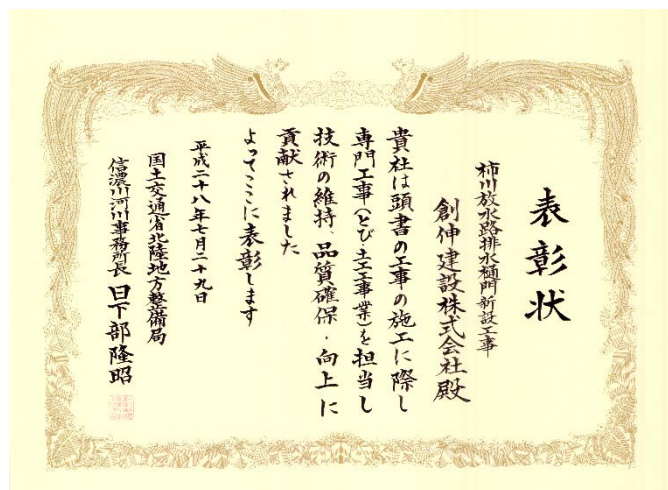 表彰状
柿川放水路排水樋門新設工事
創伸建設株式会社殿
貴社は頭書の工事の施工に際し
専門工事(とび・土工事業)を担当し
技術の維持、品質確保・向上に
貢献されました
よってここに表彰します
平成二十八年七月二十九日
国土交通省北陸地方整備局
信濃川河川事務所長 日下部隆昭